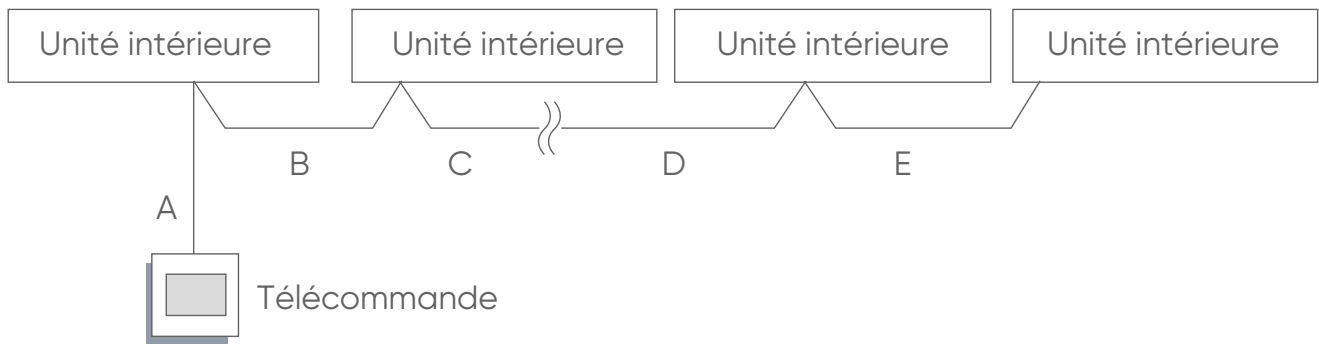 Unité intérieure Unité intérieure Unité intérieure Unité intérieure
B C D E
A
Télécommande